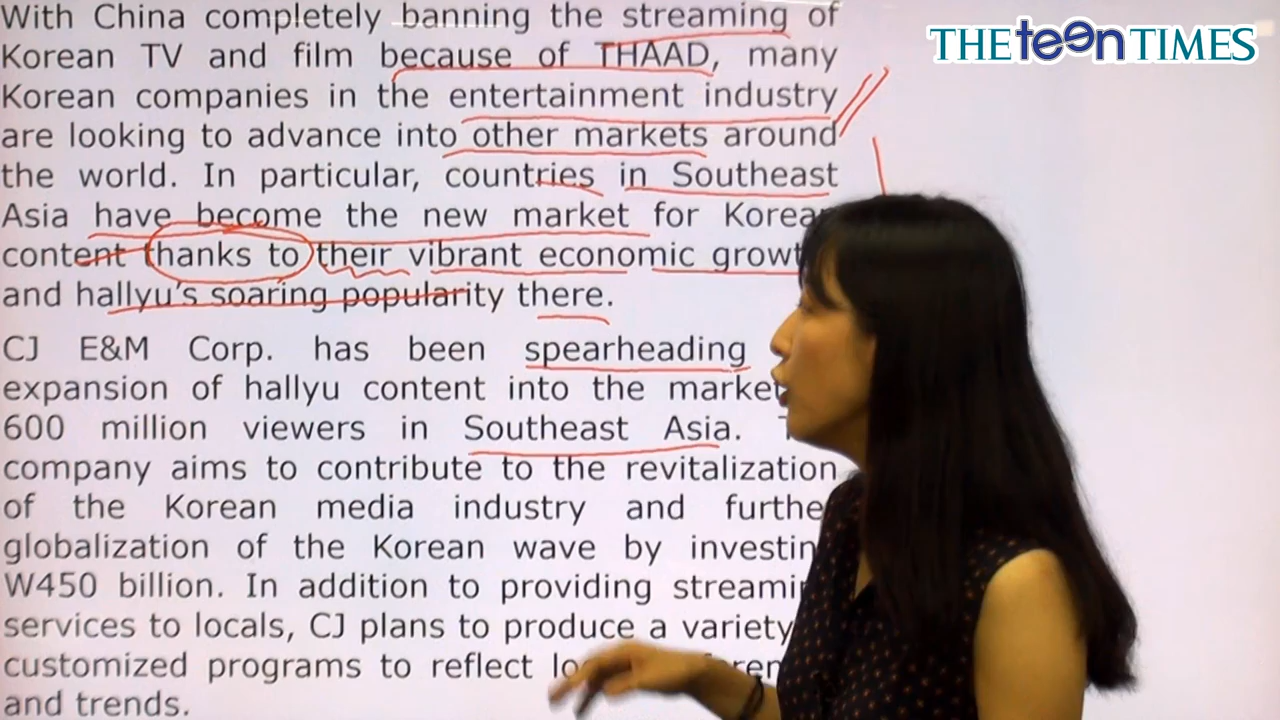 With China completely banning the streaming of
Korean TV and film because of THAAD, many
Korean companies in the entertainment industry
are looking to advance into other markets around
the world. In particular, countries in Southeast
Asia have become the new market for Korean
content thanks to their vibrant economic growth
and hallyu's soaring popularity there.
CJ E&M Corp. has been spearheading
expansion of hallyu content into the market
600 million viewers in Southeast Asia.
company aims to contribute to the revitalization
of the Korean media industry and further
globalization of the Korean wave by investing
W450 billion. In addition to providing streaming
services to locals, CJ plans to produce a variety
customized programs to reflect
and trends.
THE teen TIMES